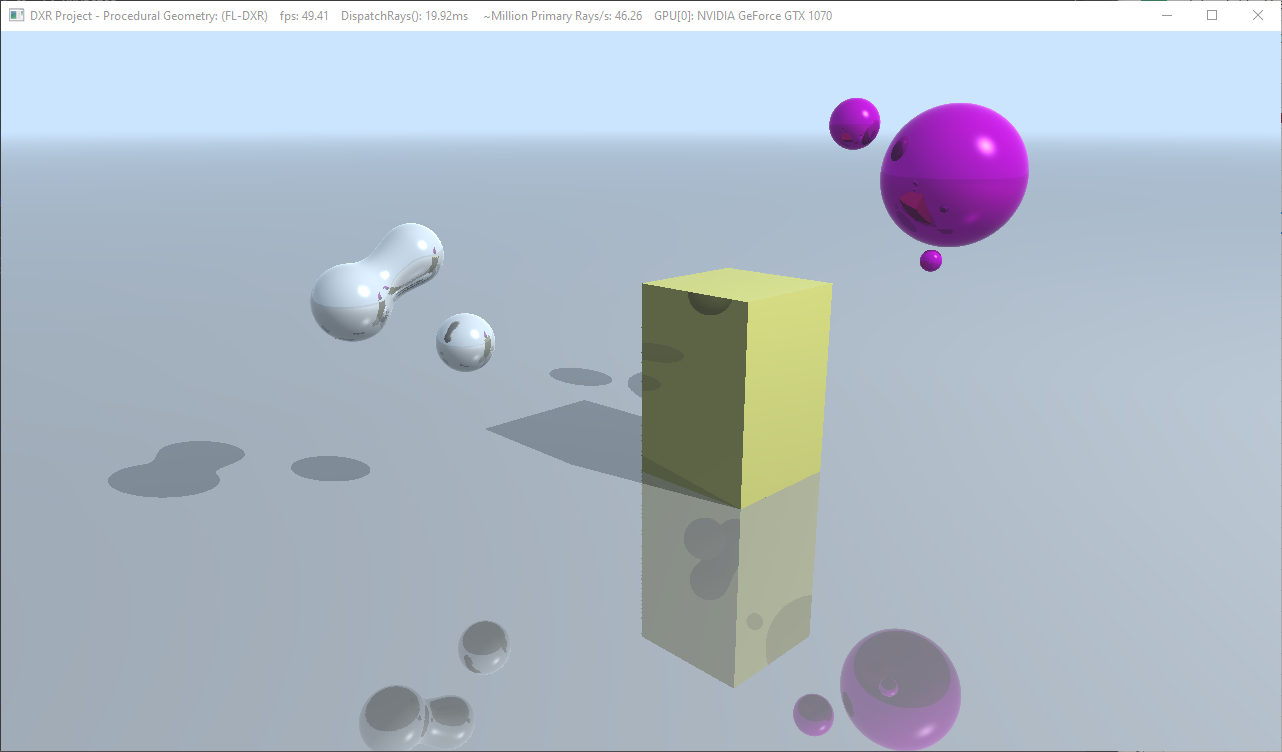 DXR Project - Procedural Geometry: (FL-DXR) fps: 49.41 DispatchRays(): 19.92ms ~Million Primary Rays/s: 46.26 GPU[0]: NVIDIA GeForce GTX 1070